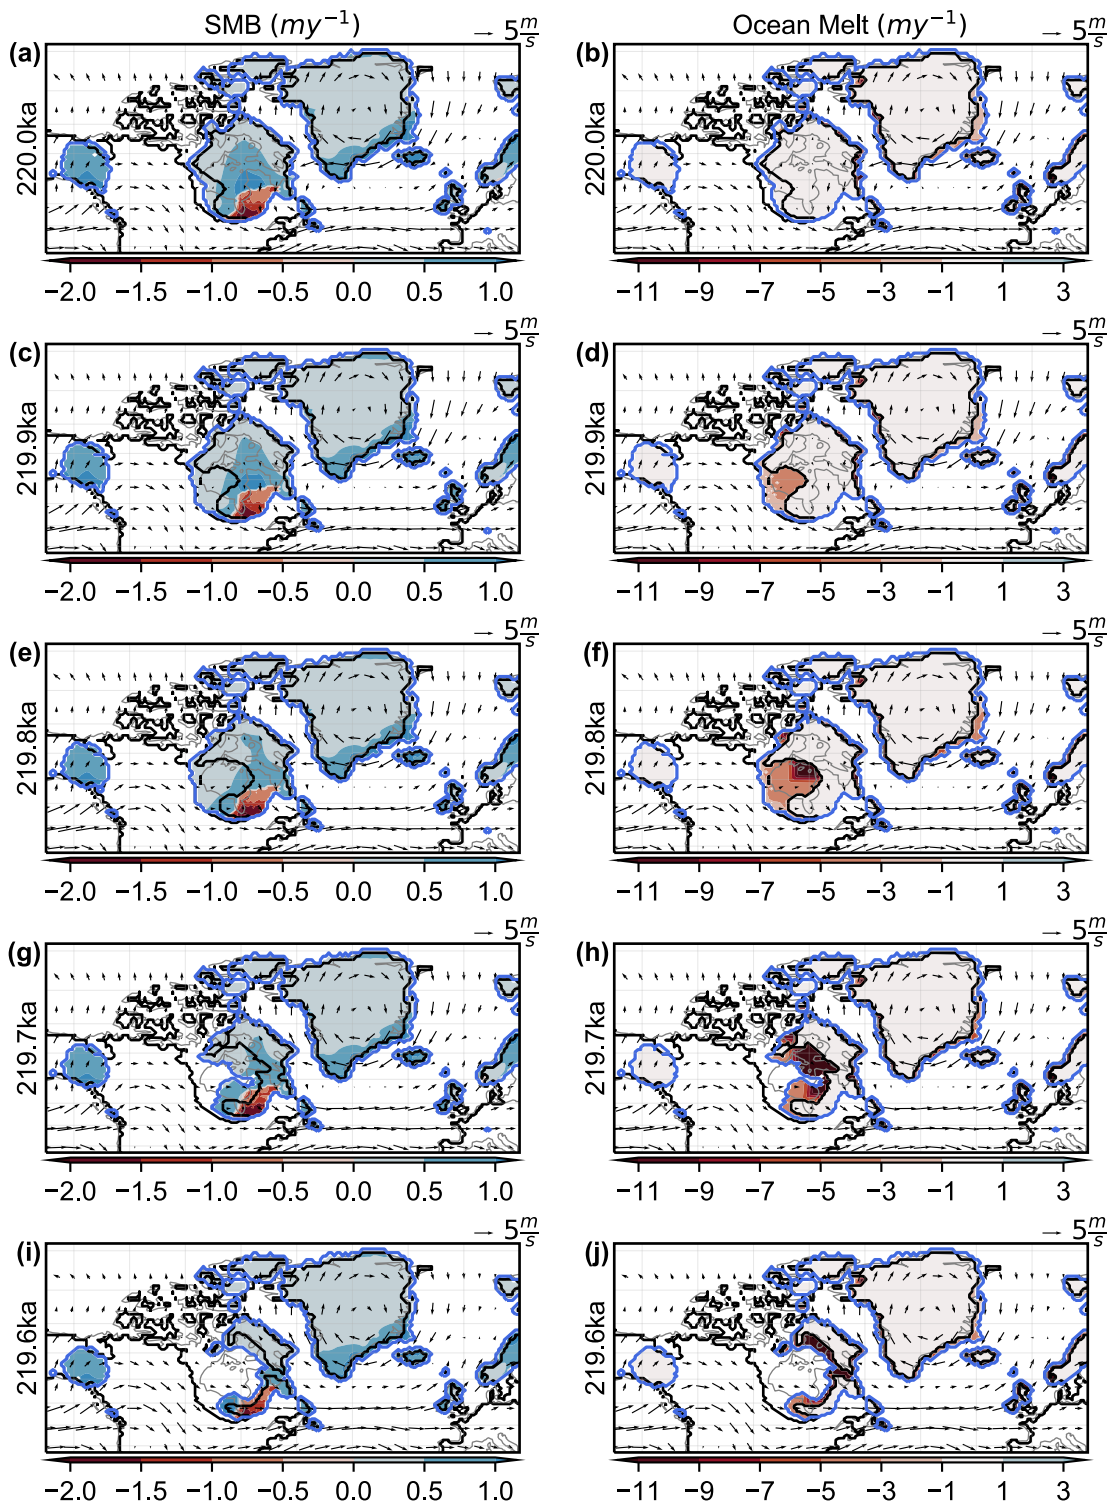 SMB (my⁻¹)
Ocean Melt (my⁻¹)
(a) 5 m/s
220.0ka
−2.0 −1.5 −1.0 −0.5 0.0 0.5 1.0
(b) 5 m/s
220.0ka
−11 −9 −7 −5 −3 −1 1 3
(c) 5 m/s
219.9ka
−2.0 −1.5 −1.0 −0.5 0.0 0.5 1.0
(d) 5 m/s
219.9ka
−11 −9 −7 −5 −3 −1 1 3
(e) 5 m/s
219.8ka
−2.0 −1.5 −1.0 −0.5 0.0 0.5 1.0
(f) 5 m/s
219.8ka
−11 −9 −7 −5 −3 −1 1 3
(g) 5 m/s
219.7ka
−2.0 −1.5 −1.0 −0.5 0.0 0.5 1.0
(h) 5 m/s
219.7ka
−11 −9 −7 −5 −3 −1 1 3
(i) 5 m/s
219.6ka
−2.0 −1.5 −1.0 −0.5 0.0 0.5 1.0
(j) 5 m/s
219.6ka
−11 −9 −7 −5 −3 −1 1 3